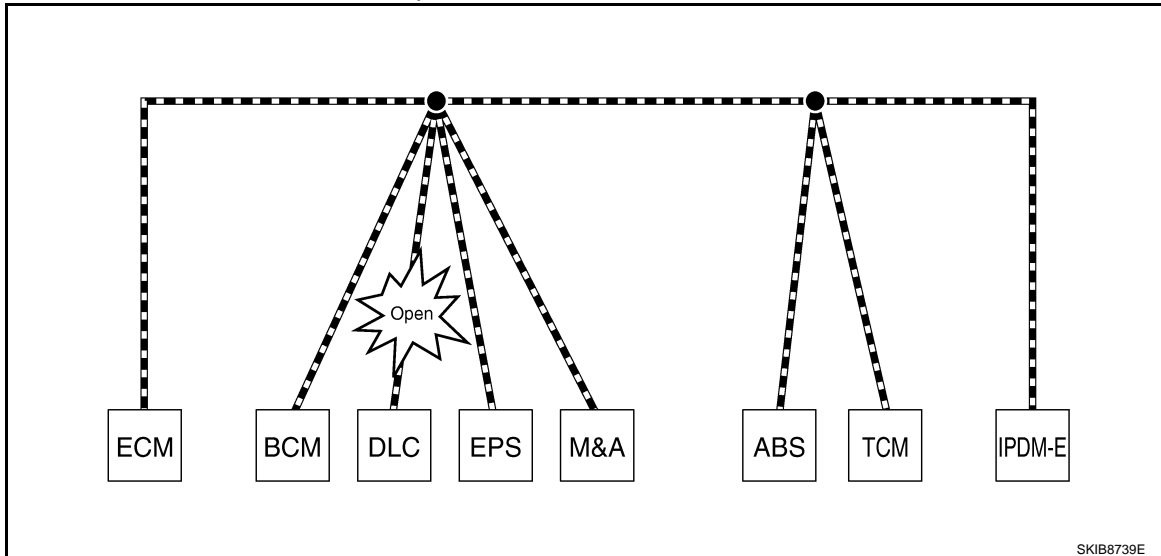 Open
ECM
BCM
DLC
EPS
M&A
ABS
TCM
IPDM-E
SKIB8739E